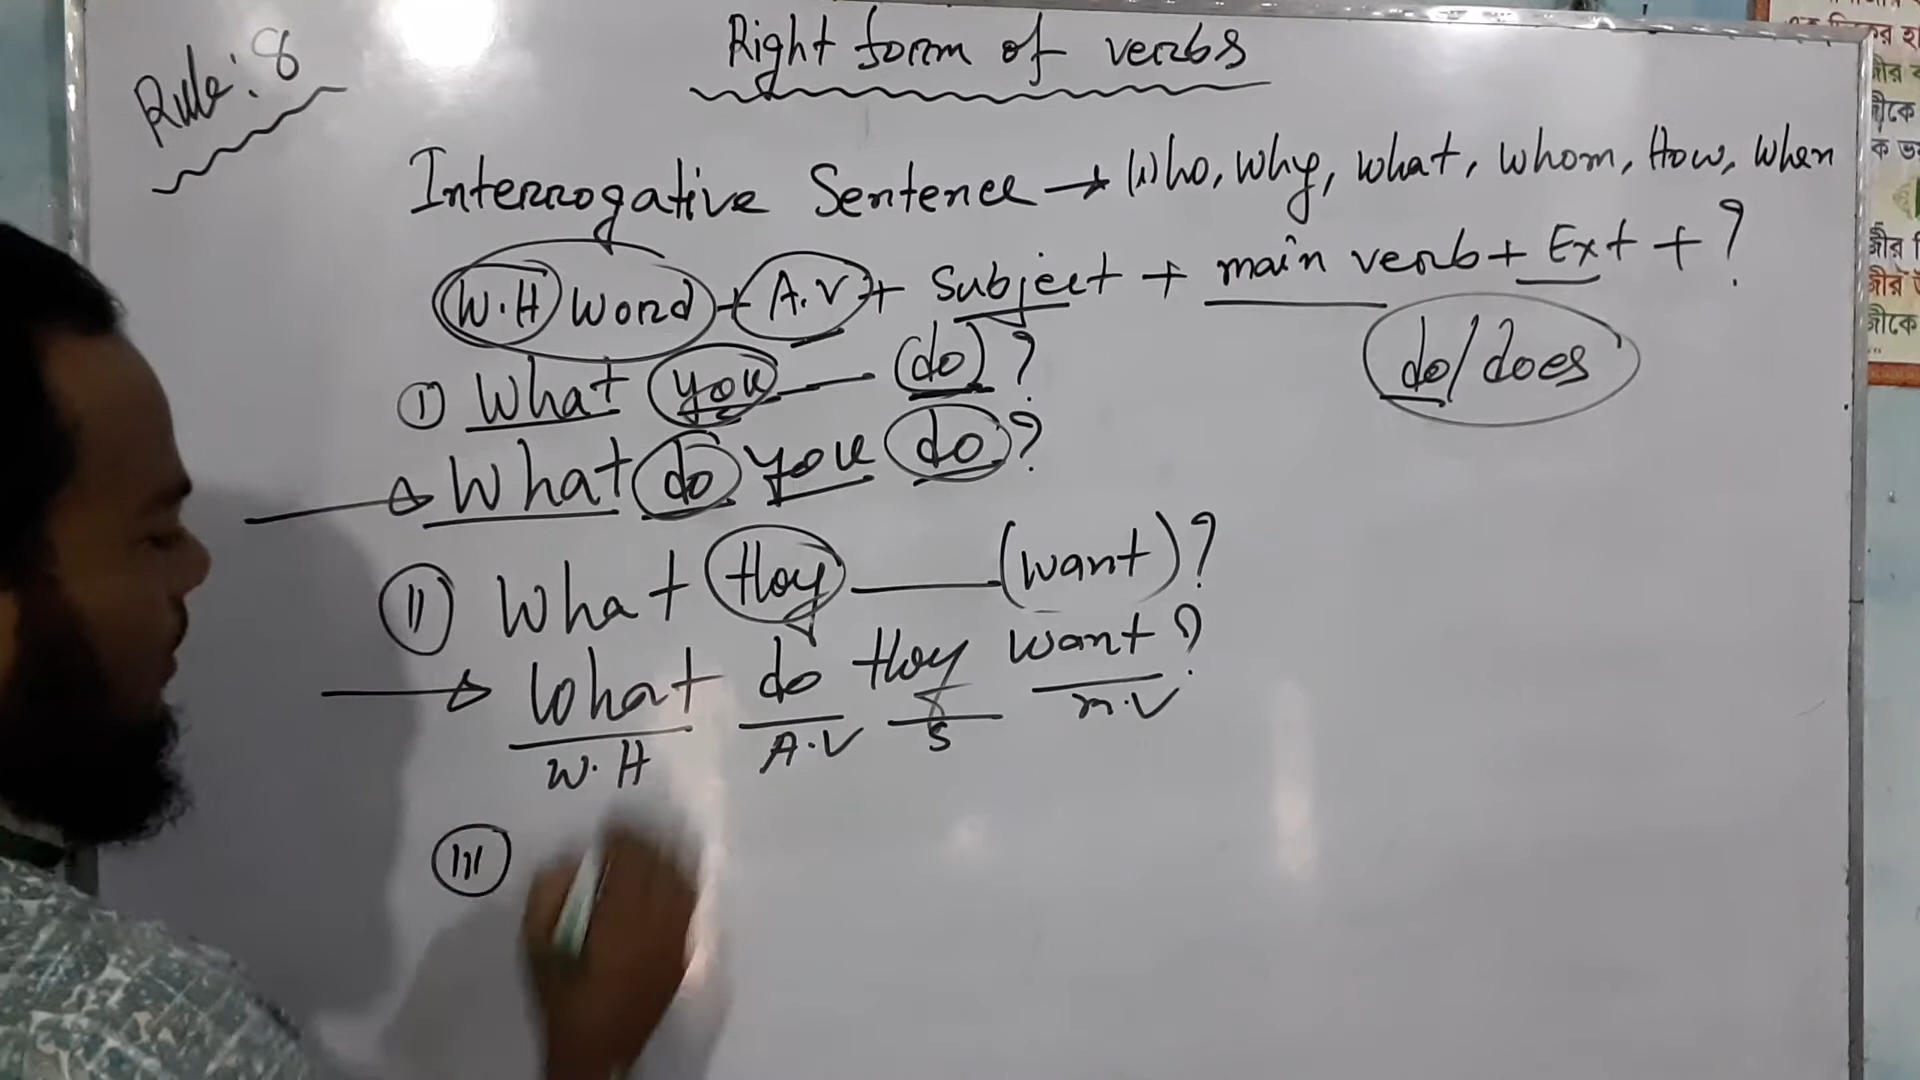 Rule: 8
Right form of verbs
Interrogative Sentence → Who, Why, what, whom, How, When
W.H Word + A.V + Subject + main verb + Ext + ?
do/does
(i) What you — (do)?
→ What do you do?
(ii) What they —— (want)?
→ What do they want?
W.H A.V S m.V
(iii)